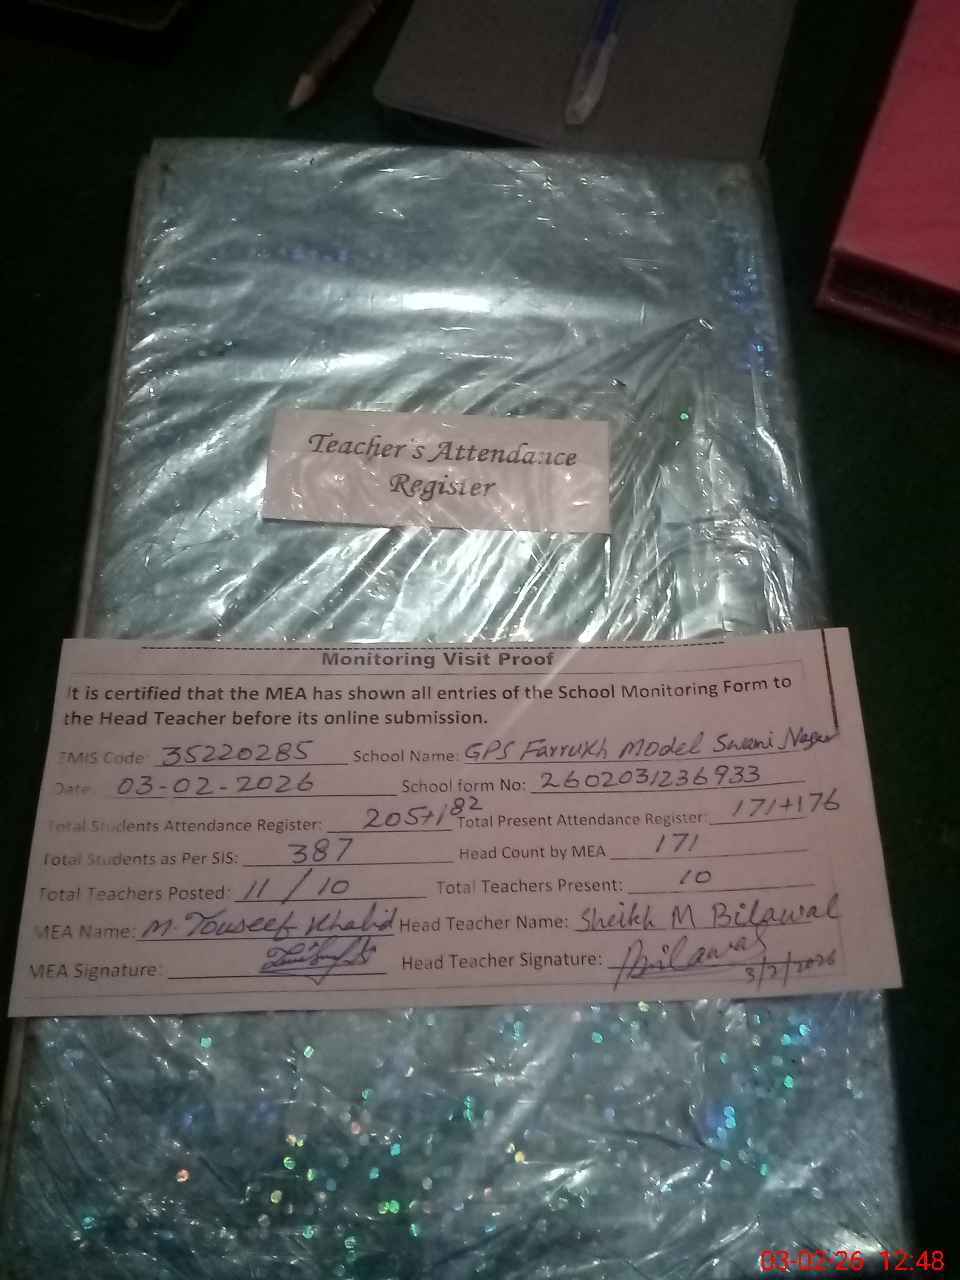 Teacher's Attendance
Register
Monitoring Visit Proof
It is certified that the MEA has shown all entries of the School Monitoring Form to
the Head Teacher before its online submission.
EMIS Code: 35220285 School Name: GPS Farrukh Model Swami Nagar
Date: 03-02-2026 School form No: 2602031236933
Total Students Attendance Register: 205+182 Total Present Attendance Register: 171+176
Total Students as Per SIS: 387 Head Count by MEA 171
Total Teachers Posted: 11/10 Total Teachers Present: 10
MEA Name: M. Touseef Khalid Head Teacher Name: Sheikh M Bilawal
MEA Signature: Head Teacher Signature: Bilawal
3/2/2026
03-02-26 12:48